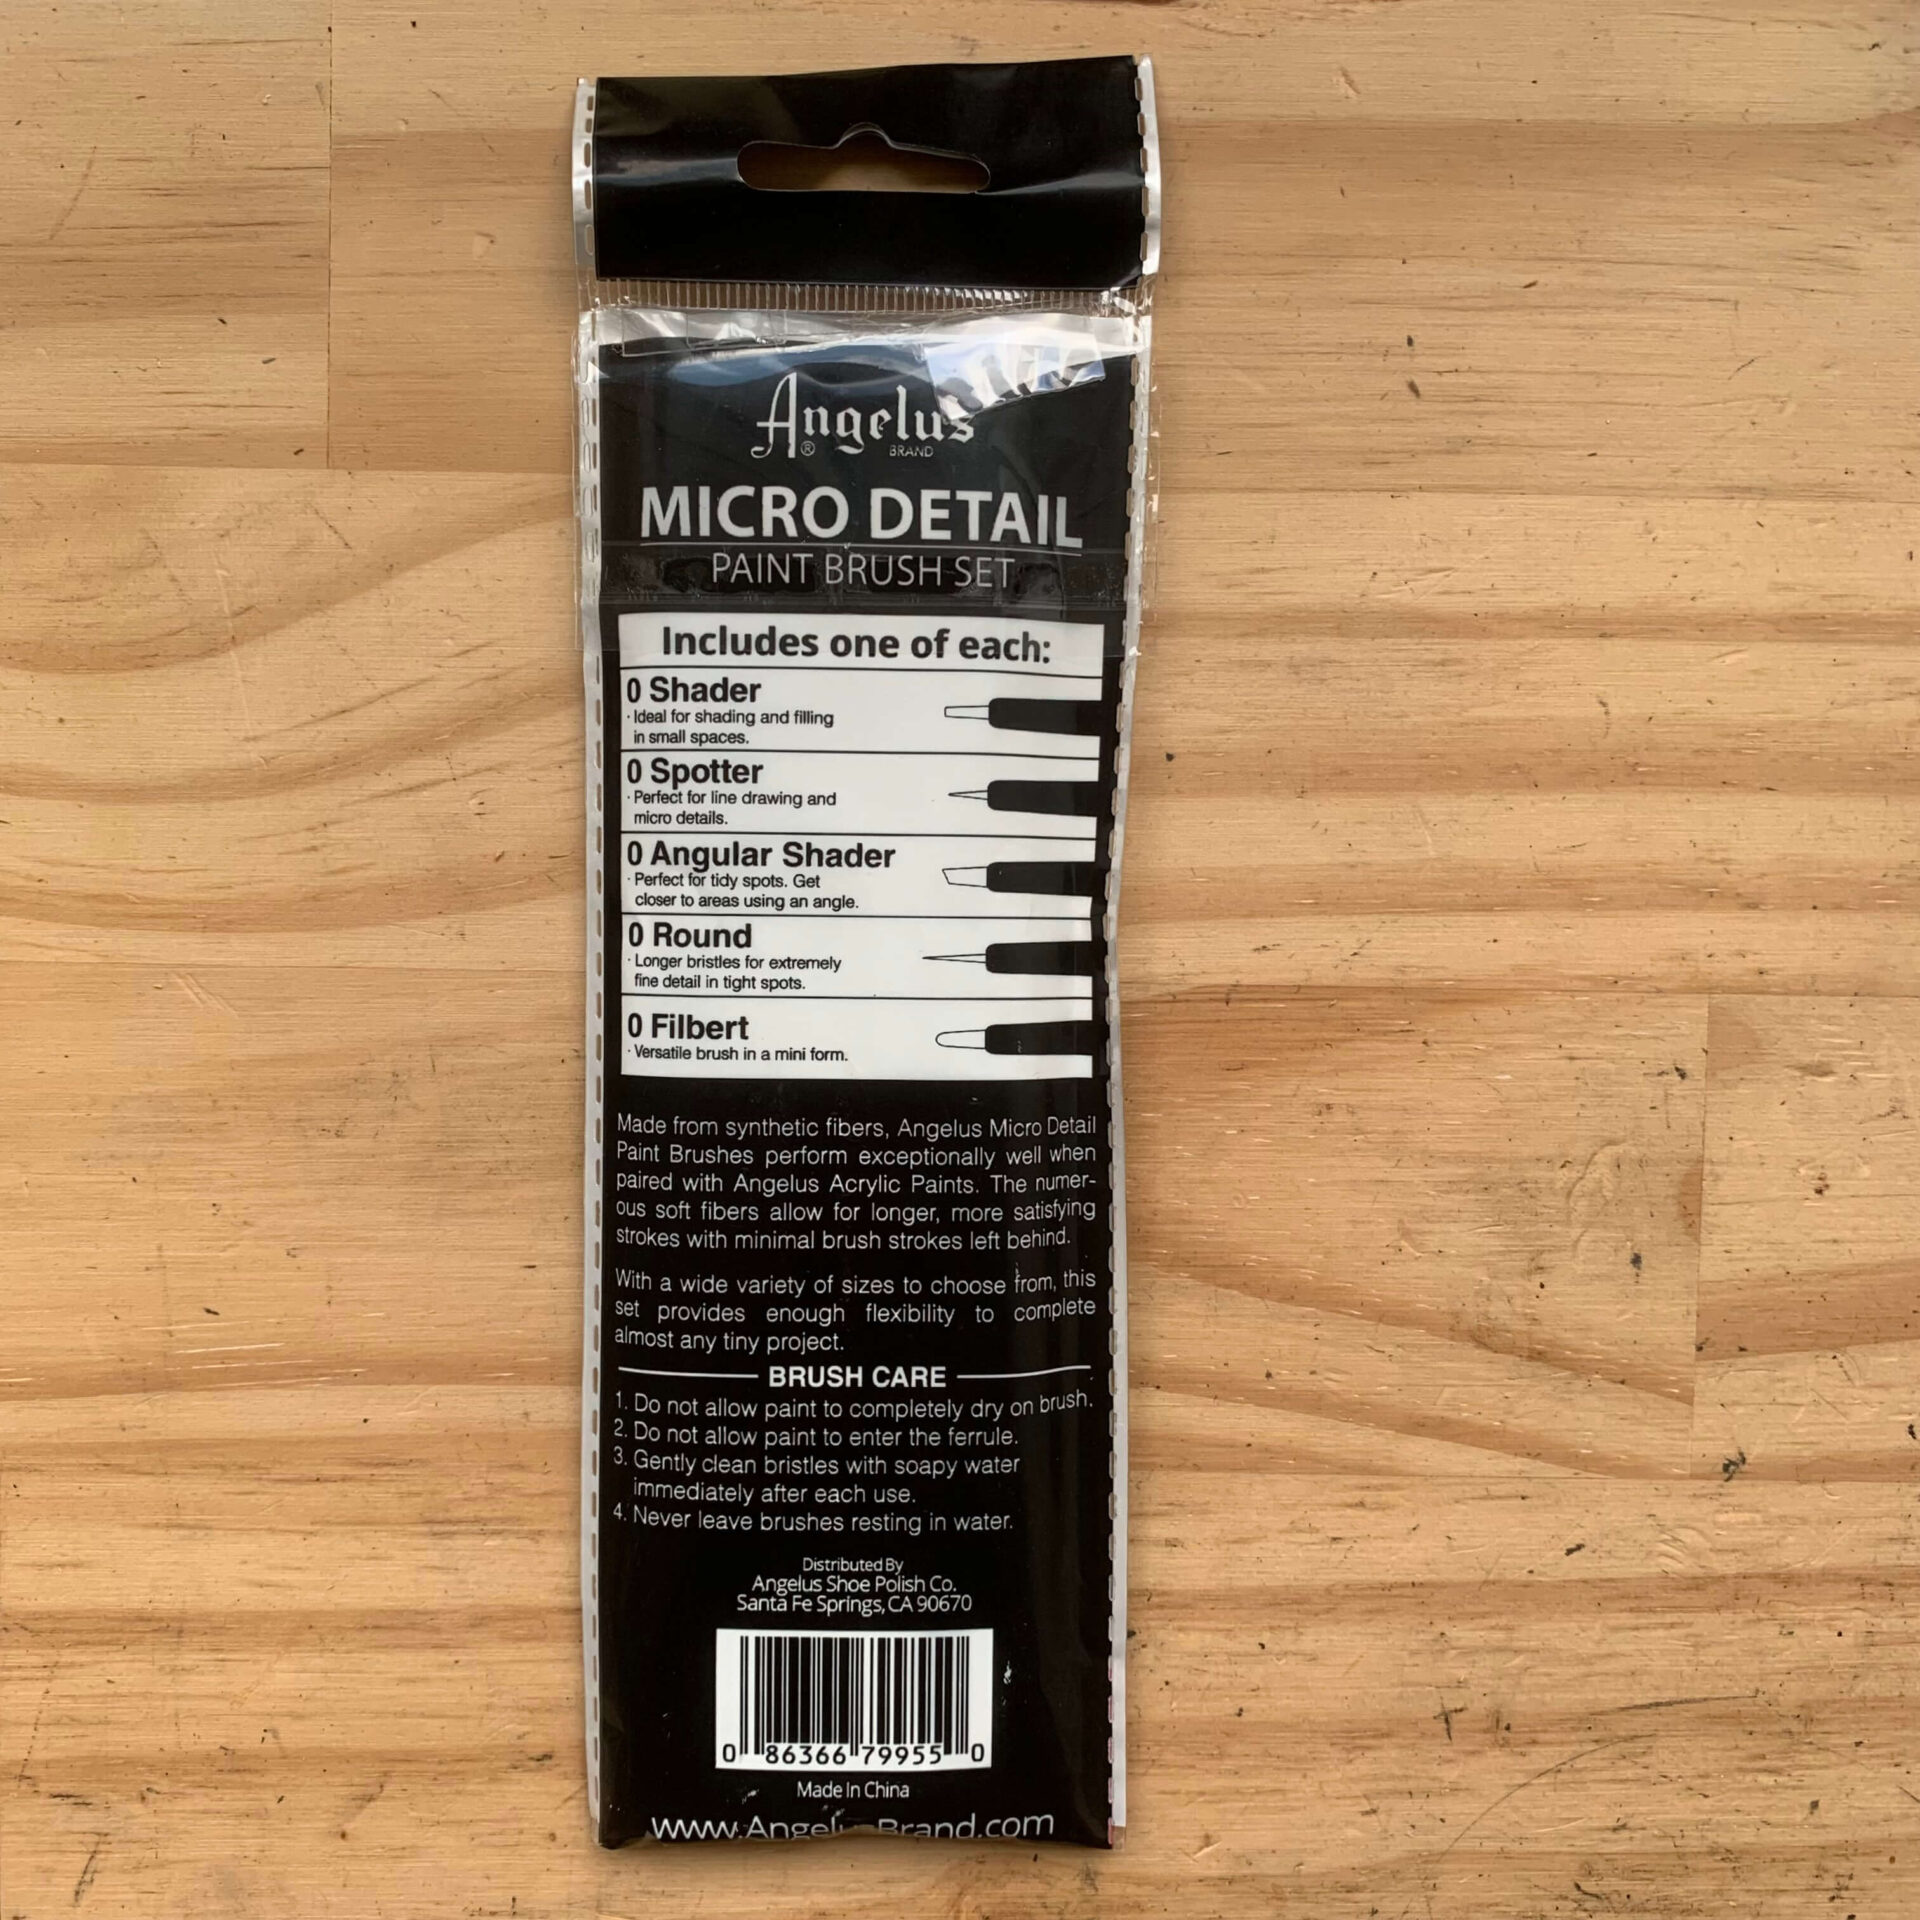 Angelus
® BRAND
MICRO DETAIL
PAINT BRUSH SET
Includes one of each:
0 Shader
· Ideal for shading and filling
in small spaces.
0 Spotter
· Perfect for line drawing and
micro details.
0 Angular Shader
· Perfect for tidy spots. Get
closer to areas using an angle.
0 Round
· Longer bristles for extremely
fine detail in tight spots.
0 Filbert
· Versatile brush in a mini form.
Made from synthetic fibers, Angelus Micro Detail
Paint Brushes perform exceptionally well when
paired with Angelus Acrylic Paints. The numer-
ous soft fibers allow for longer, more satisfying
strokes with minimal brush strokes left behind.
With a wide variety of sizes to choose from, this
set provides enough flexibility to complete
almost any tiny project.
BRUSH CARE
1. Do not allow paint to completely dry on brush.
2. Do not allow paint to enter the ferrule.
3. Gently clean bristles with soapy water
immediately after each use.
4. Never leave brushes resting in water.
Distributed By
Angelus Shoe Polish Co.
Santa Fe Springs, CA 90670
0 86366 79955 0
Made In China
www.Angelus-Brand.com